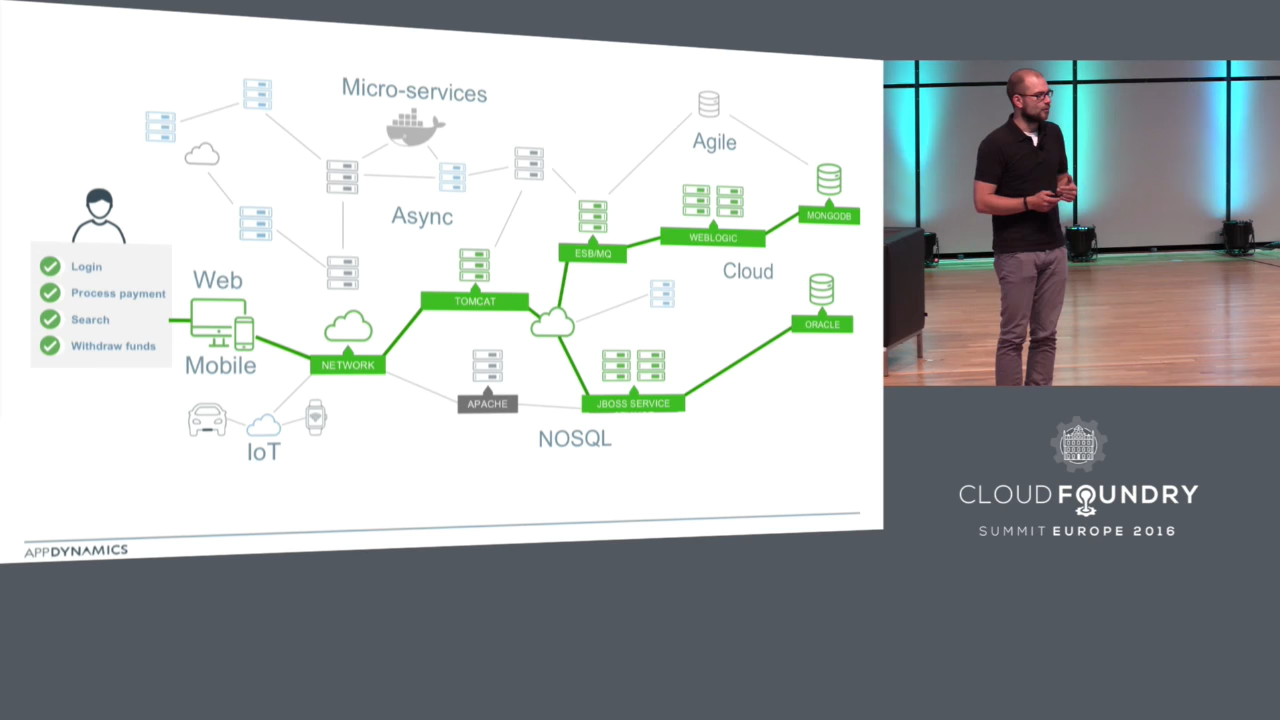 Micro-services
Agile
Async
MONGODB
WEBLOGIC
ESB/MQ
Cloud
Login
Process payment
Search
Withdraw funds
Web
Mobile
TOMCAT
ORACLE
NETWORK
APACHE
JBOSS SERVICE
IoT
NOSQL
APPDYNAMICS
CLOUD FOUNDRY
SUMMIT EUROPE 2016